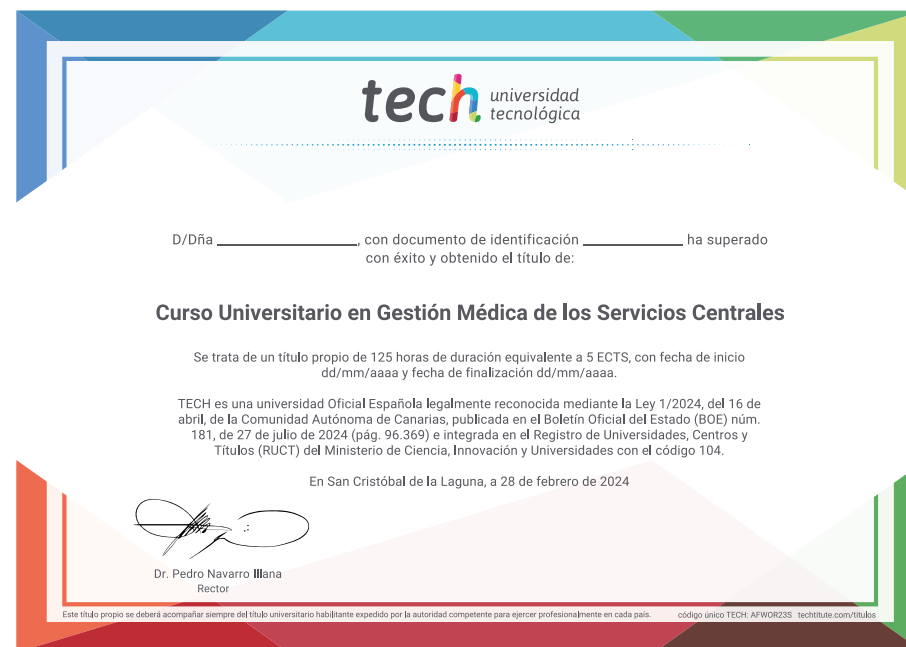 tech universidad
tecnológica
D/Dña ____________, con documento de identificación ____________ ha superado
con éxito y obtenido el título de:
Curso Universitario en Gestión Médica de los Servicios Centrales
Se trata de un título propio de 125 horas de duración equivalente a 5 ECTS, con fecha de inicio
dd/mm/aaaa y fecha de finalización dd/mm/aaaa.
TECH es una universidad Oficial Española legalmente reconocida mediante la Ley 1/2024, del 16 de
abril, de la Comunidad Autónoma de Canarias, publicada en el Boletín Oficial del Estado (BOE) núm.
181, de 27 de julio de 2024 (pág. 96.369) e integrada en el Registro de Universidades, Centros y
Títulos (RUCT) del Ministerio de Ciencia, Innovación y Universidades con el código 104.
En San Cristóbal de la Laguna, a 28 de febrero de 2024
Dr. Pedro Navarro Illana
Rector
Este título propio se deberá acompañar siempre del título universitario habilitante expedido por la autoridad competente para ejercer profesionalmente en cada país. código único TECH: AFWOR23S techtitute.com/titulos